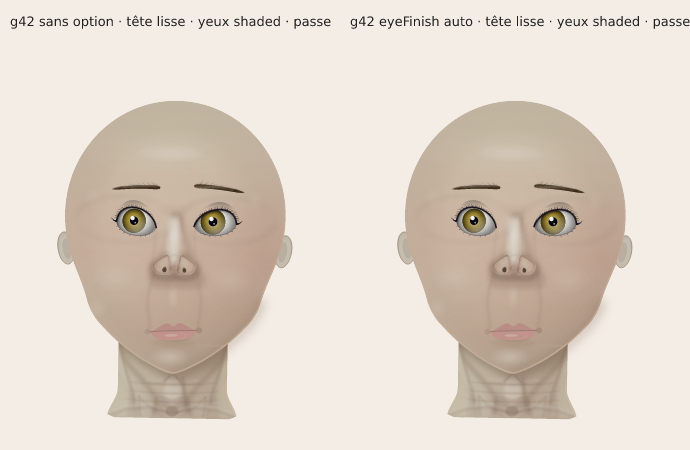 g42 sans option · tête lisse · yeux shaded · passe
g42 eyeFinish auto · tête lisse · yeux shaded · passe